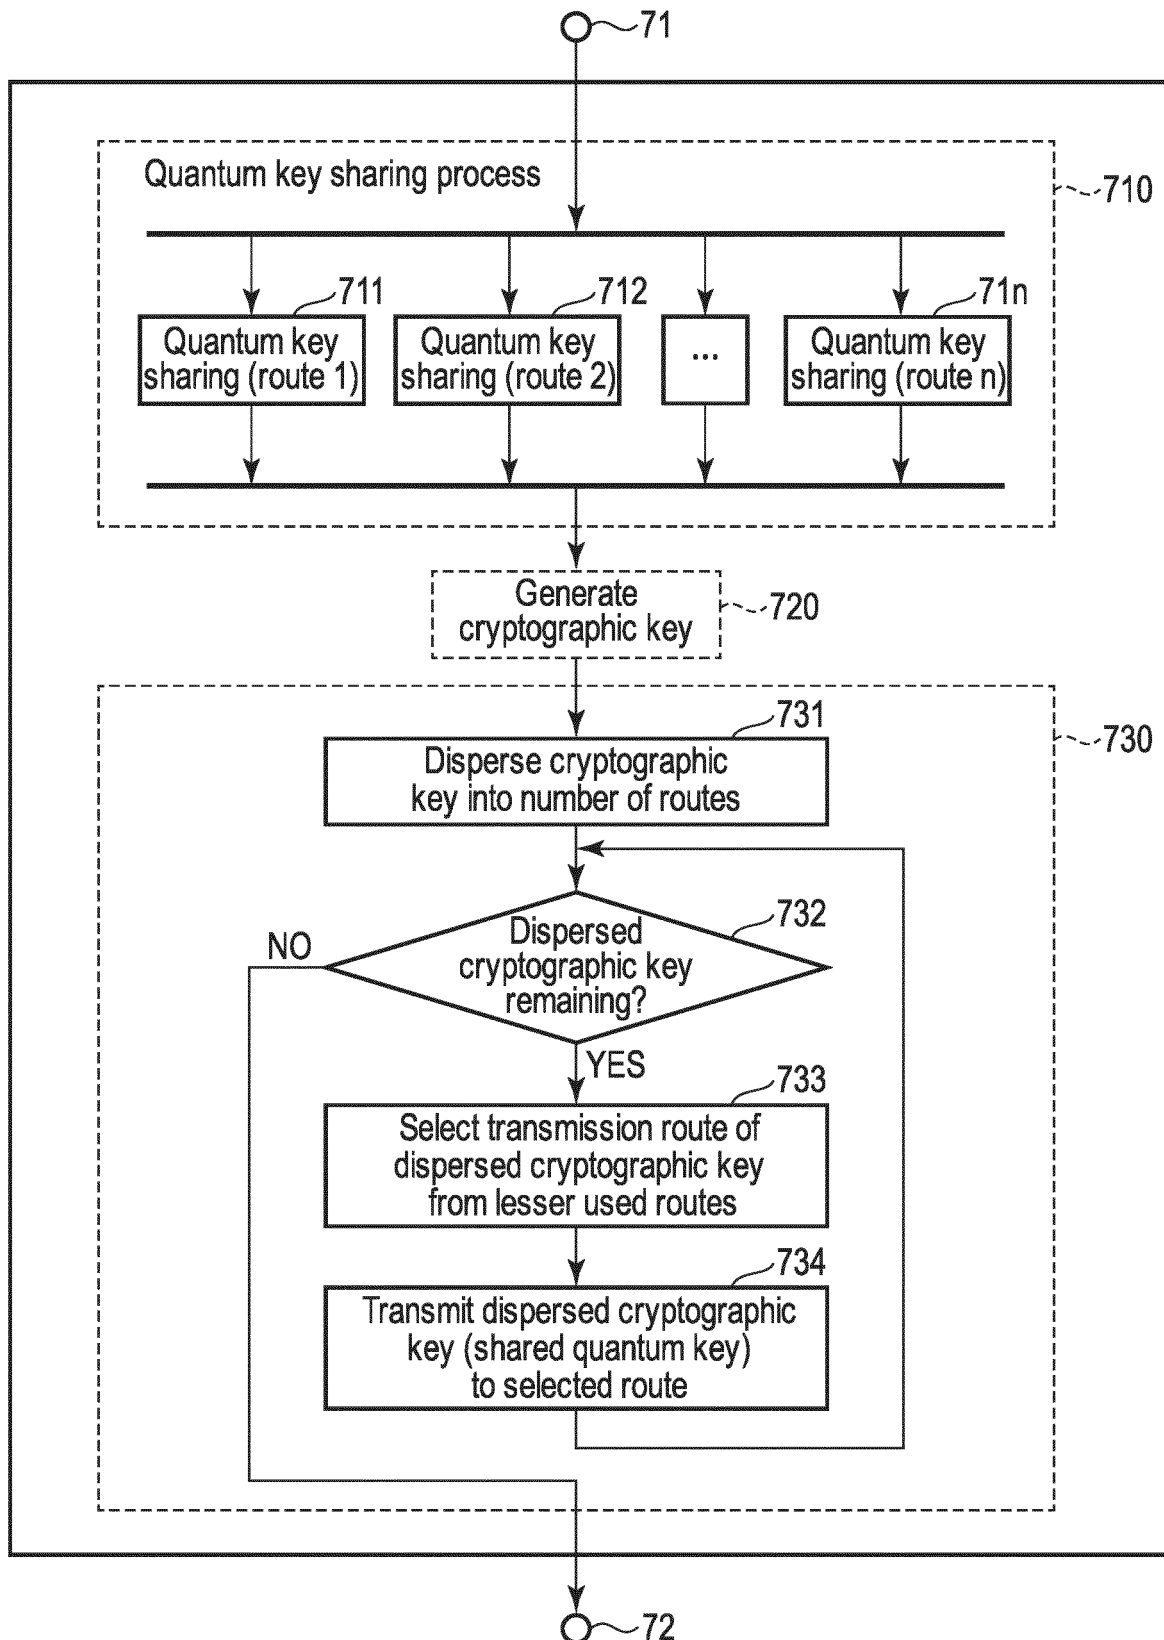 71
Quantum key sharing process
710
711
712
71n
Quantum key
sharing (route 1)
Quantum key
sharing (route 2)
...
Quantum key
sharing (route n)
Generate
cryptographic key
720
731
730
Disperse cryptographic
key into number of routes
732
NO
Dispersed
cryptographic key
remaining?
YES
733
Select transmission route of
dispersed cryptographic key
from lesser used routes
734
Transmit dispersed cryptographic
key (shared quantum key)
to selected route
72